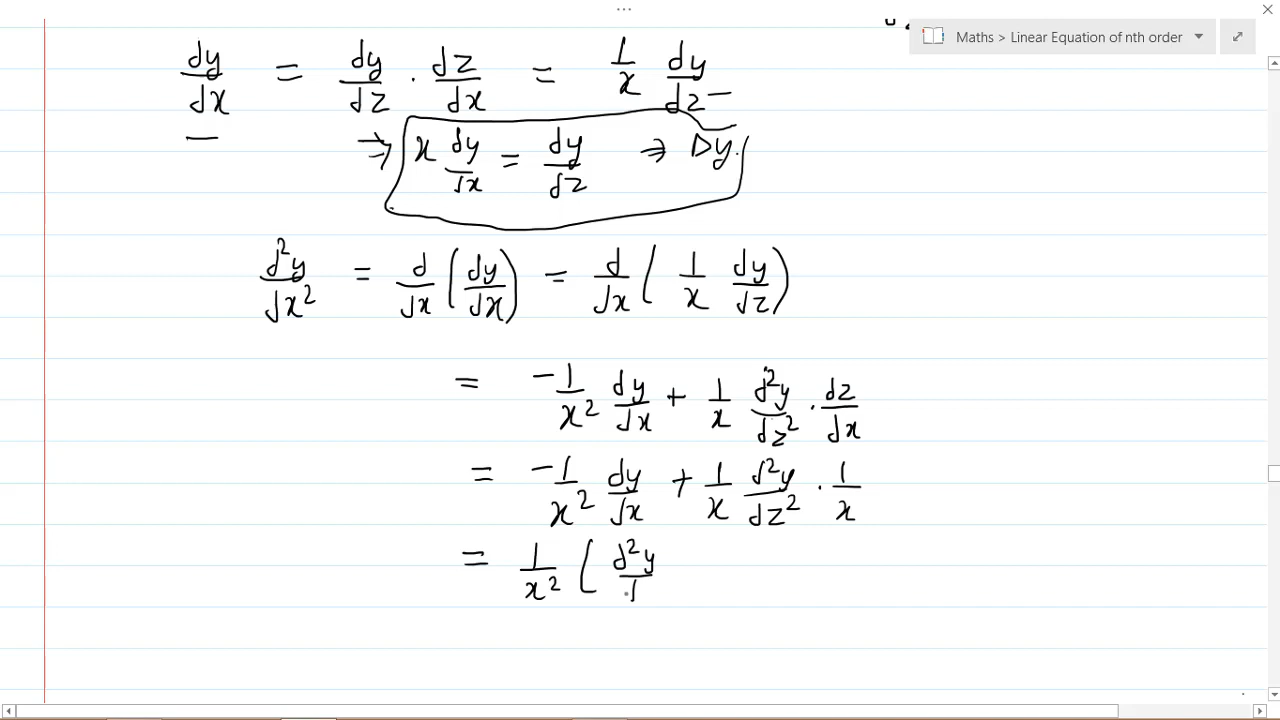 Maths > Linear Equation of nth order
dy/dx = dy/dz · dz/dx = 1/x dy/dz
⇒ x dy/dx = dy/dz ⇒ Dy.
d²y/dx² = d/dx (dy/dx) = d/dx (1/x dy/dz)
= -1/x² dy/dx + 1/x d²y/dz² · dz/dx
= -1/x² dy/dx + 1/x d²y/dz² · 1/x
= 1/x² [ d²y